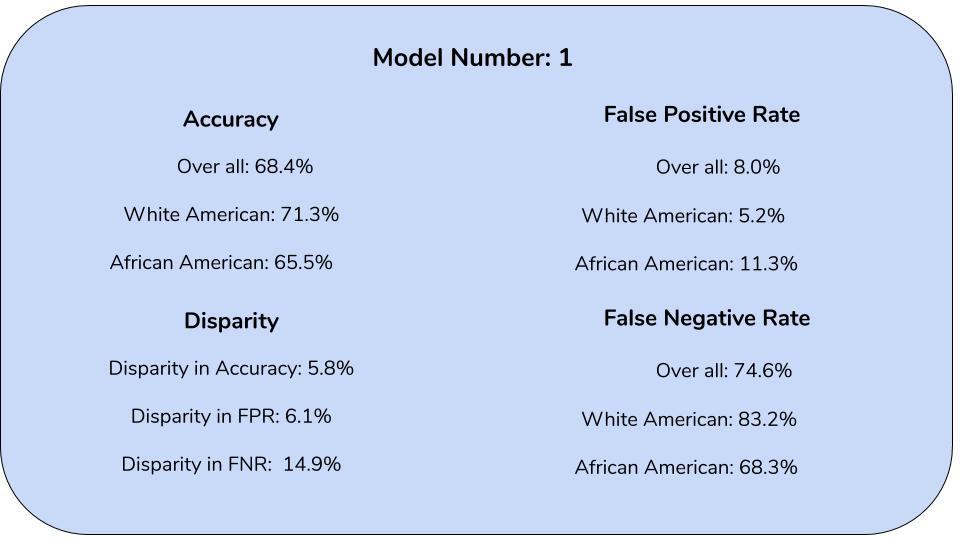 Model Number: 1
Accuracy
Over all: 68.4%
White American: 71.3%
African American: 65.5%
False Positive Rate
Over all: 8.0%
White American: 5.2%
African American: 11.3%
Disparity
Disparity in Accuracy: 5.8%
Disparity in FPR: 6.1%
Disparity in FNR: 14.9%
False Negative Rate
Over all: 74.6%
White American: 83.2%
African American: 68.3%